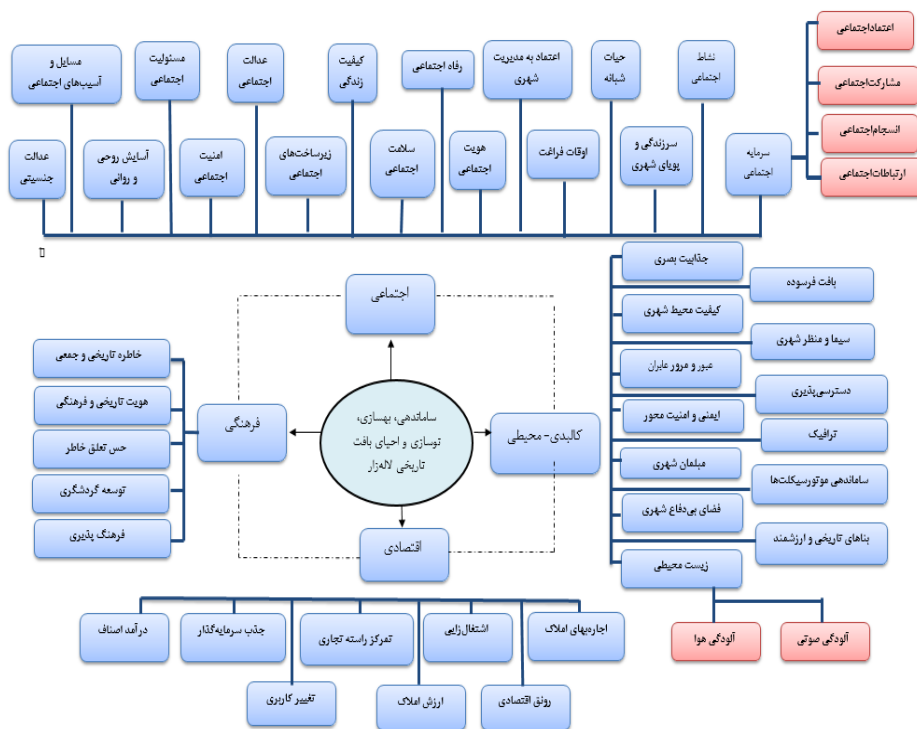 اعتماداجتماعی
مشارکت‌اجتماعی
انسجام‌اجتماعی
ارتباطات‌اجتماعی
نشاط
اجتماعی
حیات
شبانه
اعتماد به مدیریت
شهری
رفاه اجتماعی
کیفیت
زندگی
عدالت
اجتماعی
مسئولیت
اجتماعی
مسایل و
آسیب‌های اجتماعی
سرمایه
اجتماعی
سرزندگی و
پویای شهری
اوقات فراغت
هویت
اجتماعی
سلامت
اجتماعی
زیرساخت‌های
اجتماعی
امنیت
اجتماعی
آسایش روحی
و روانی
عدالت
جنسیتی
جذابیت بصری
بافت فرسوده
کیفیت محیط شهری
سیما و منظر شهری
عبور و مرور عابران
دسترسی‌پذیری
ایمنی و امنیت محور
ترافیک
مبلمان شهری
ساماندهی موتورسیکلت‌ها
فضای بی‌دفاع شهری
بناهای تاریخی و ارزشمند
زیست محیطی
آلودگی صوتی
آلودگی هوا
اجتماعی
کالبدی- محیطی
ساماندهی، بهسازی،
نوسازی و احیای بافت
تاریخی لاله‌زار
فرهنگی
اقتصادی
خاطره تاریخی و جمعی
هویت تاریخی و فرهنگی
حس تعلق خاطر
توسعه گردشگری
فرهنگ پذیری
اجاره‌بهای املاک
اشتغال‌زایی
تمرکز راسته تجاری
جذب سرمایه‌گذار
درآمد اصناف
رونق اقتصادی
ارزش املاک
تغییر کاربری